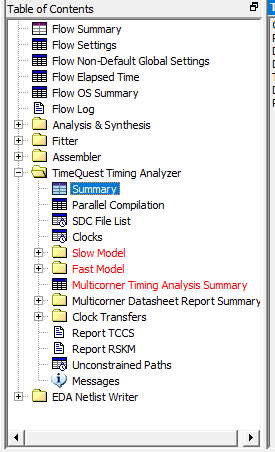 Table of Contents
Flow Summary
Flow Settings
Flow Non-Default Global Settings
Flow Elapsed Time
Flow OS Summary
Flow Log
Analysis & Synthesis
Fitter
Assembler
TimeQuest Timing Analyzer
Summary
Parallel Compilation
SDC File List
Clocks
Slow Model
Fast Model
Multicorner Timing Analysis Summary
Multicorner Datasheet Report Summary
Clock Transfers
Report TCCS
Report RSKM
Unconstrained Paths
Messages
EDA Netlist Writer